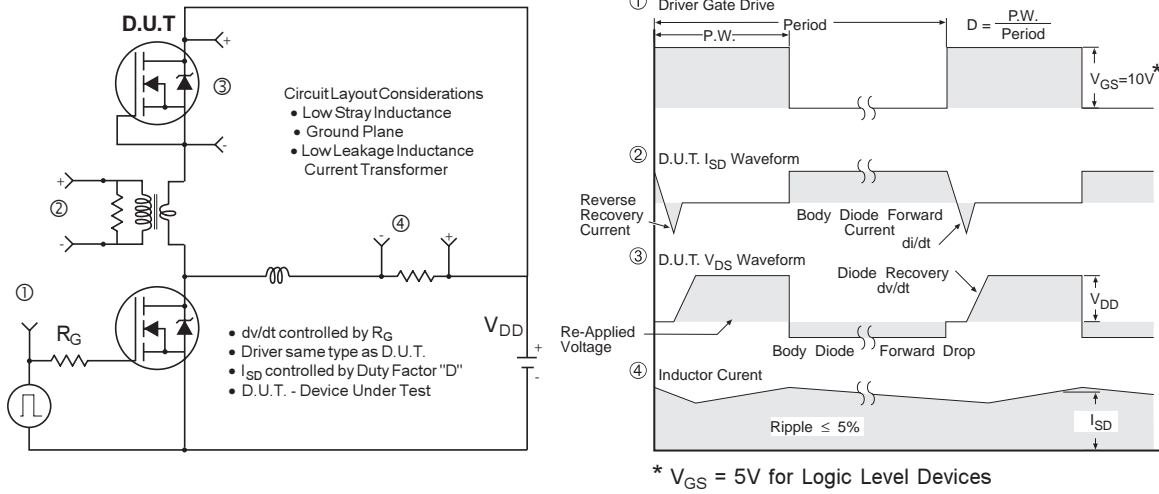 D.U.T
+
③
-
Circuit Layout Considerations
• Low Stray Inductance
• Ground Plane
• Low Leakage Inductance
Current Transformer
+
②
-
④
-
+
①
R_G
V_DD
+
-
• dv/dt controlled by R_G
• Driver same type as D.U.T.
• I_SD controlled by Duty Factor "D"
• D.U.T. - Device Under Test
① Driver Gate Drive
Period
P.W.
D = P.W. / Period
V_GS=10V*
② D.U.T. I_SD Waveform
Reverse
Recovery
Current
Body Diode Forward
Current
di/dt
③ D.U.T. V_DS Waveform
Diode Recovery
dv/dt
V_DD
Re-Applied
Voltage
Body Diode Forward Drop
④ Inductor Curent
Ripple ≤ 5%
I_SD
* V_GS = 5V for Logic Level Devices